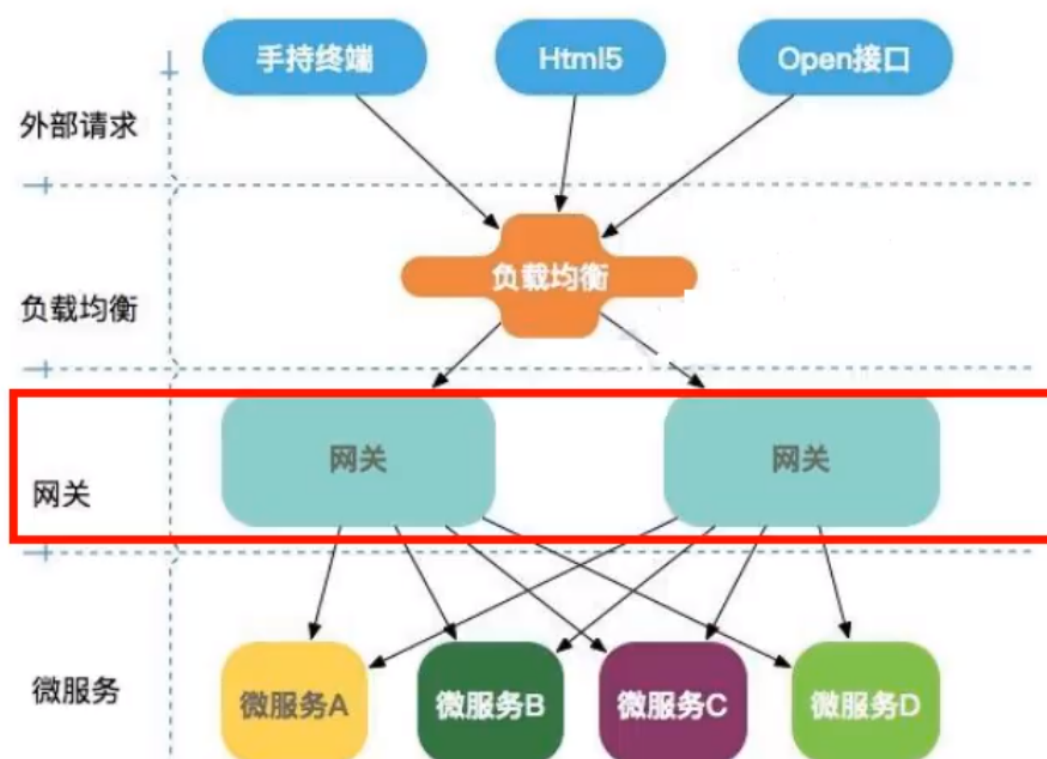 手持终端
Html5
Open接口
外部请求
负载均衡
负载均衡
网关
网关
网关
微服务
微服务A
微服务B
微服务C
微服务D